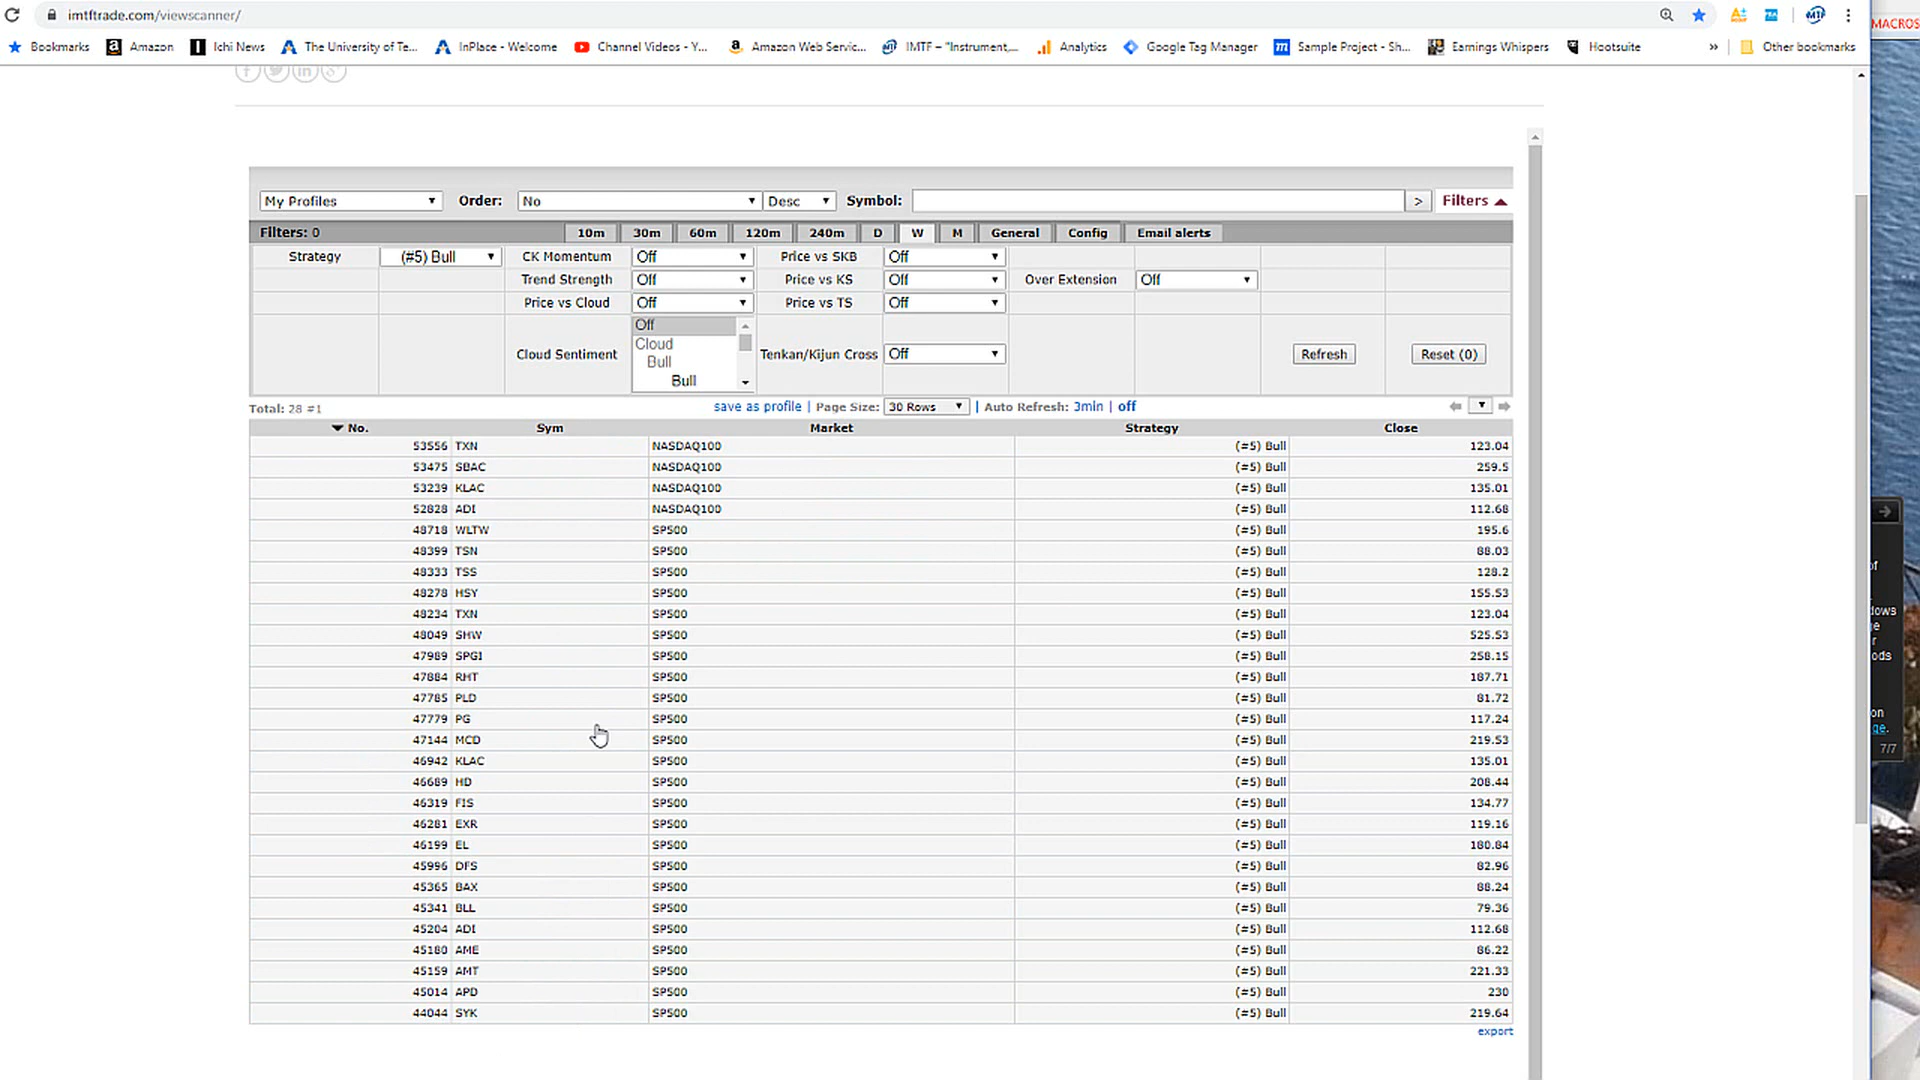 imtftrade.com/viewscanner/
MACROS
Bookmarks Amazon Ichi News The University of Te... InPlace - Welcome Channel Videos - Y... Amazon Web Servic... IMTF – "Instrument,... Analytics Google Tag Manager Sample Project - Sh... Earnings Whispers Hootsuite » Other bookmarks
My Profiles Order: No Desc Symbol: > Filters
Filters: 0 10m 30m 60m 120m 240m D W M General Config Email alerts
Strategy (#5) Bull CK Momentum Off Price vs SKB Off
Trend Strength Off Price vs KS Off Over Extension Off
Price vs Cloud Off Price vs TS Off
Off
Cloud
Cloud Sentiment Tenkan/Kijun Cross Off Refresh Reset (0)
Bull
Bull
Total: 28 #1 save as profile | Page Size: 30 Rows | Auto Refresh: 3min | off
No. Sym Market Strategy Close
53556 TXN NASDAQ100 (#5) Bull 123.04
53475 SBAC NASDAQ100 (#5) Bull 259.5
53239 KLAC NASDAQ100 (#5) Bull 135.01
52828 ADI NASDAQ100 (#5) Bull 112.68
48718 WLTW SP500 (#5) Bull 195.6
48399 TSN SP500 (#5) Bull 88.03
48333 TSS SP500 (#5) Bull 128.2
48278 HSY SP500 (#5) Bull 155.53
48234 TXN SP500 (#5) Bull 123.04
48049 SHW SP500 (#5) Bull 525.53
47989 SPGI SP500 (#5) Bull 258.15
47884 RHT SP500 (#5) Bull 187.71
47785 PLD SP500 (#5) Bull 81.72
47779 PG SP500 (#5) Bull 117.24
47144 MCD SP500 (#5) Bull 219.53
46942 KLAC SP500 (#5) Bull 135.01
46689 HD SP500 (#5) Bull 208.44
46319 FIS SP500 (#5) Bull 134.77
46281 EXR SP500 (#5) Bull 119.16
46199 EL SP500 (#5) Bull 180.84
45996 DFS SP500 (#5) Bull 82.96
45365 BAX SP500 (#5) Bull 88.24
45341 BLL SP500 (#5) Bull 79.36
45204 ADI SP500 (#5) Bull 112.68
45180 AME SP500 (#5) Bull 86.22
45159 AMT SP500 (#5) Bull 221.33
45014 APD SP500 (#5) Bull 230
44044 SYK SP500 (#5) Bull 219.64
export
7/7